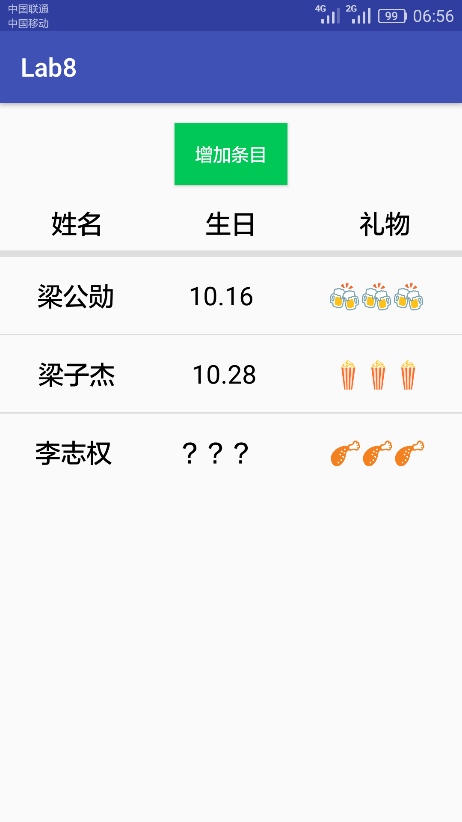 中国联通
中国移动
4G 2G 99 06:56
Lab8
增加条目
姓名 生日 礼物
梁公勋 10.16 🍻🍻🍻
梁子杰 10.28 🍿🍿🍿
李志权 ？？？ 🍗🍗🍗